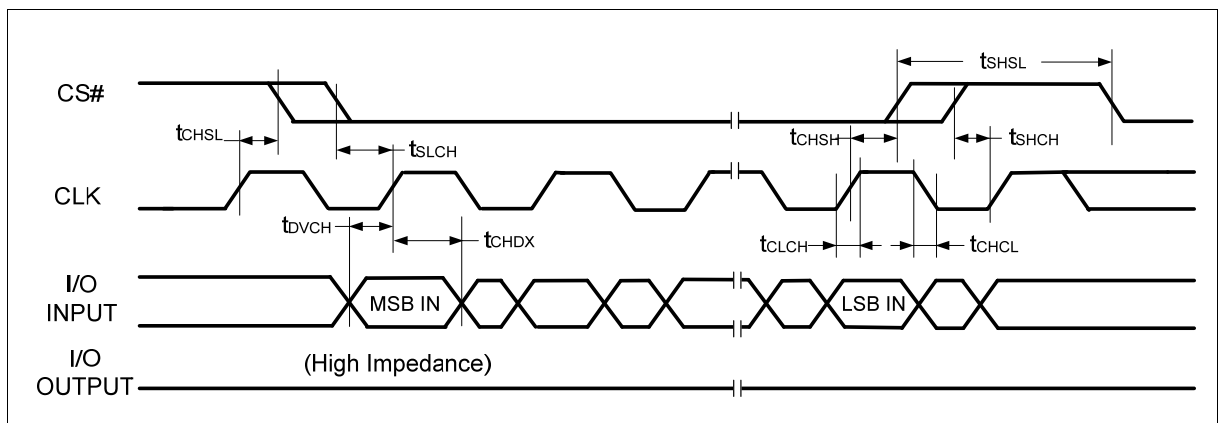 tSHSL
CS#
tCHSL
tSLCH
tCHSH
tSHCH
CLK
tDVCH
tCHDX
tCLCH
tCHCL
I/O
INPUT
MSB IN
LSB IN
I/O
OUTPUT
(High Impedance)